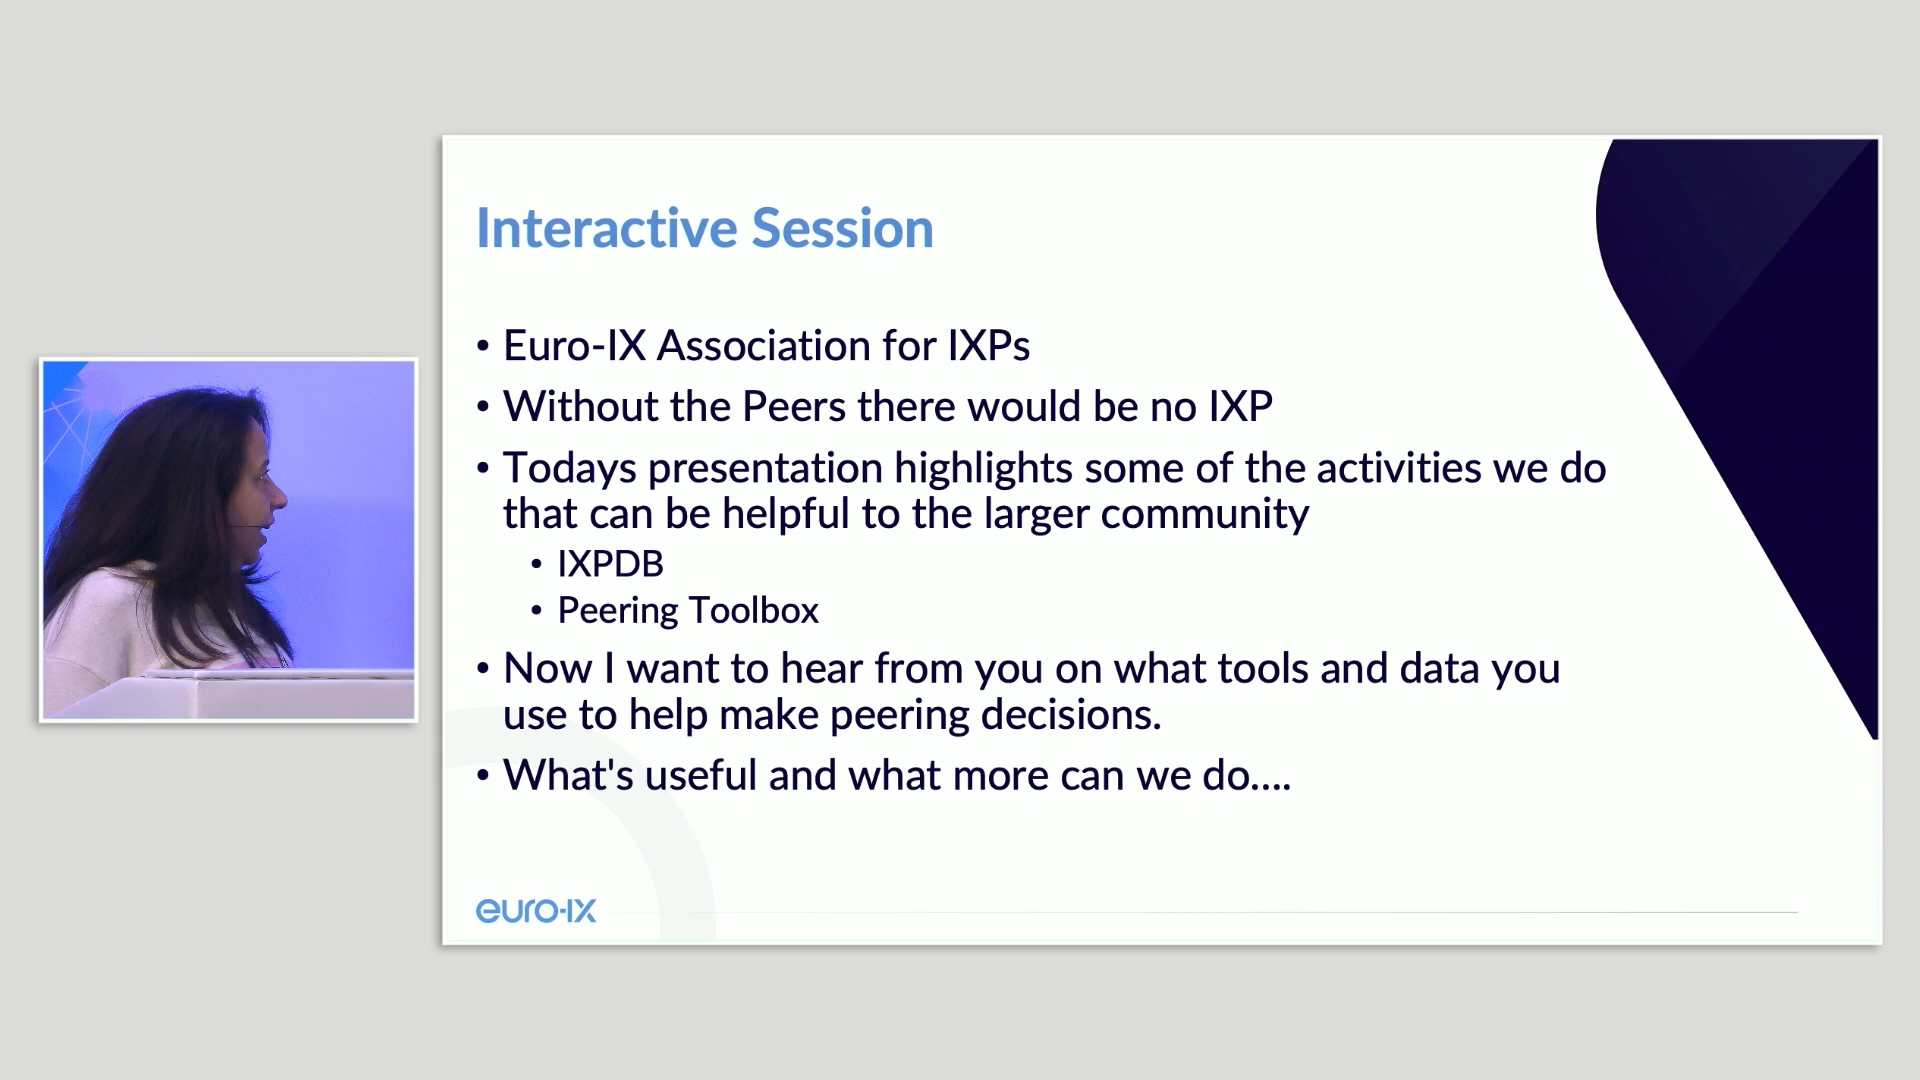 Interactive Session
• Euro-IX Association for IXPs
• Without the Peers there would be no IXP
• Todays presentation highlights some of the activities we do
that can be helpful to the larger community
• IXPDB
• Peering Toolbox
• Now I want to hear from you on what tools and data you
use to help make peering decisions.
• What's useful and what more can we do....
euro-ix